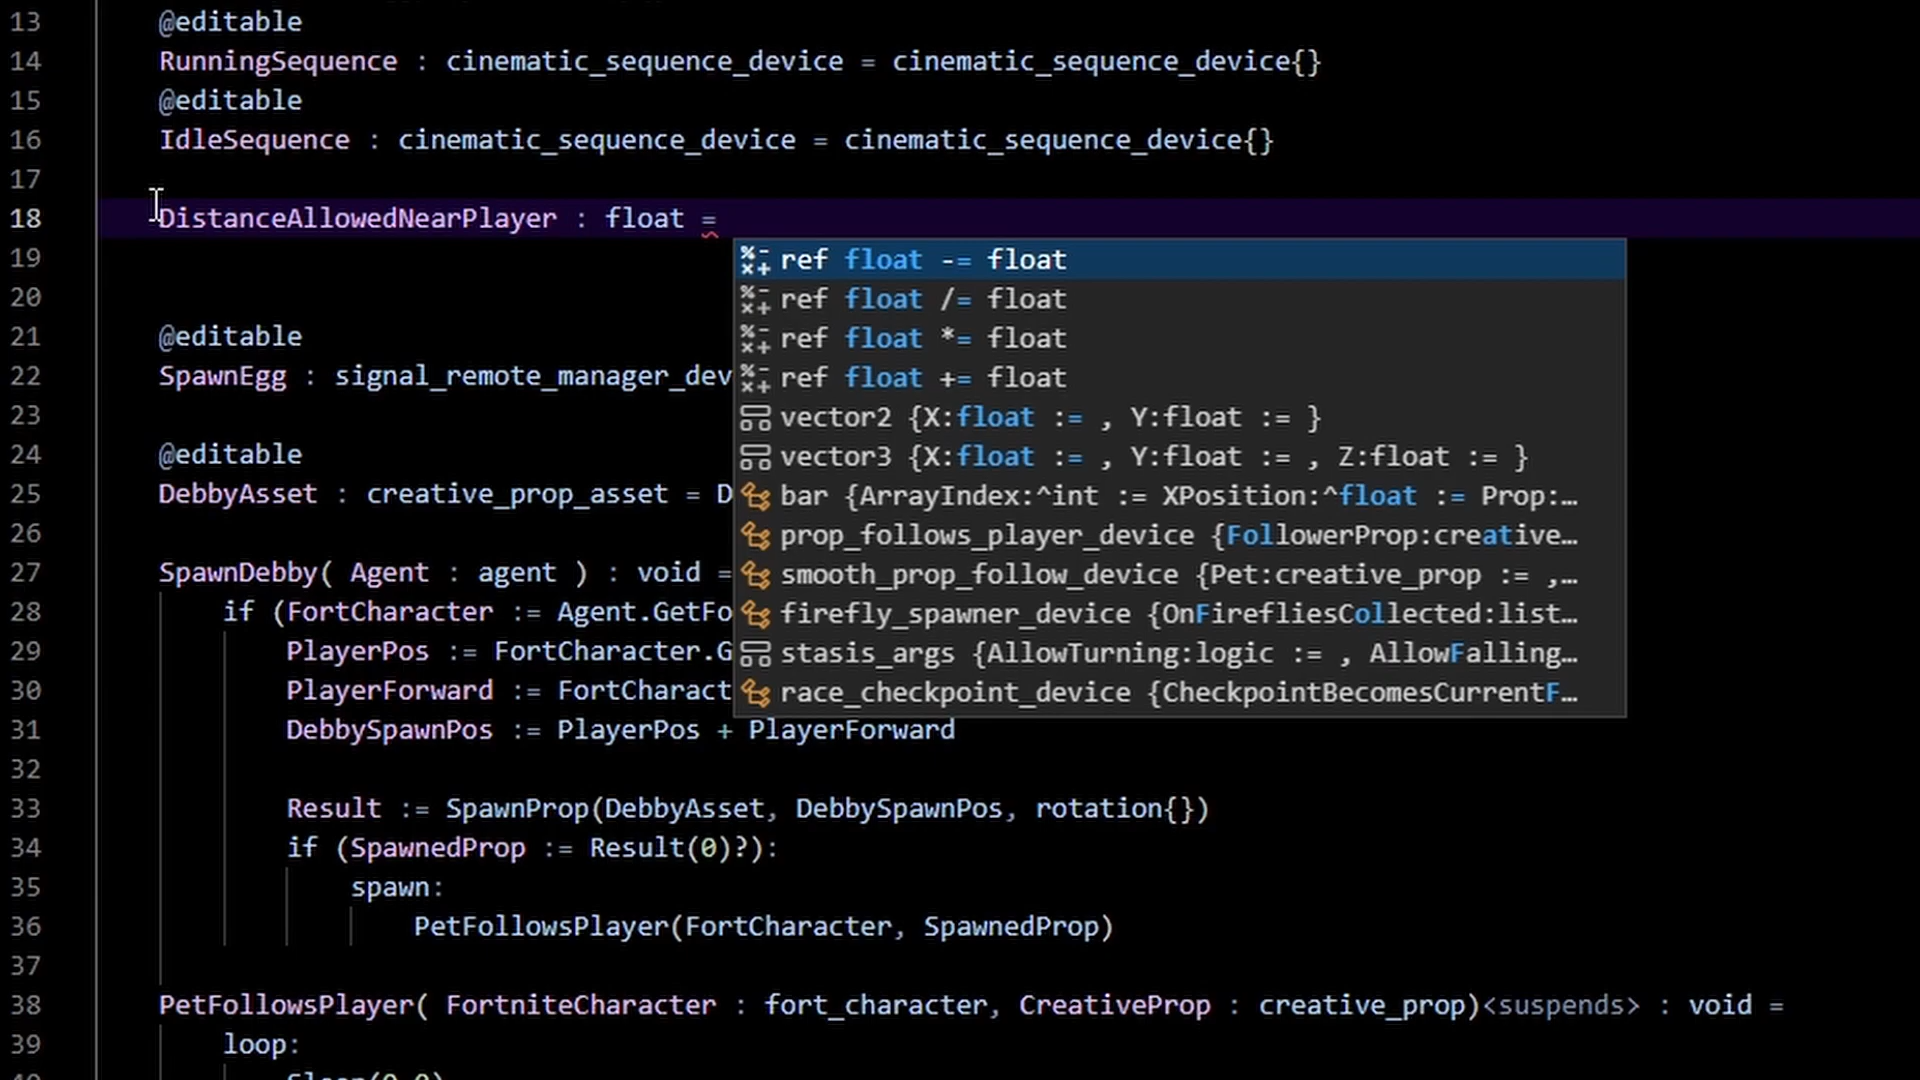 13 @editable
14 RunningSequence : cinematic_sequence_device = cinematic_sequence_device{}
15 @editable
16 IdleSequence : cinematic_sequence_device = cinematic_sequence_device{}
17
18 DistanceAllowedNearPlayer : float =
19 ref float -= float
20 ref float /= float
21 @editable ref float *= float
22 SpawnEgg : signal_remote_manager_dev ref float += float
23 vector2 {X:float := , Y:float := }
24 @editable vector3 {X:float := , Y:float := , Z:float := }
25 DebbyAsset : creative_prop_asset = D bar {ArrayIndex:^int := XPosition:^float := Prop:…
26 prop_follows_player_device {FollowerProp:creative…
27 SpawnDebby( Agent : agent ) : void = smooth_prop_follow_device {Pet:creative_prop := ,…
28 if (FortCharacter := Agent.GetFo firefly_spawner_device {OnFirefliesCollected:list…
29 PlayerPos := FortCharacter.G stasis_args {AllowTurning:logic := , AllowFalling…
30 PlayerForward := FortCharact race_checkpoint_device {CheckpointBecomesCurrentF…
31 DebbySpawnPos := PlayerPos + PlayerForward
32
33 Result := SpawnProp(DebbyAsset, DebbySpawnPos, rotation{})
34 if (SpawnedProp := Result(0)?):
35 spawn:
36 PetFollowsPlayer(FortCharacter, SpawnedProp)
37
38 PetFollowsPlayer( FortniteCharacter : fort_character, CreativeProp : creative_prop)<suspends> : void =
39 loop: